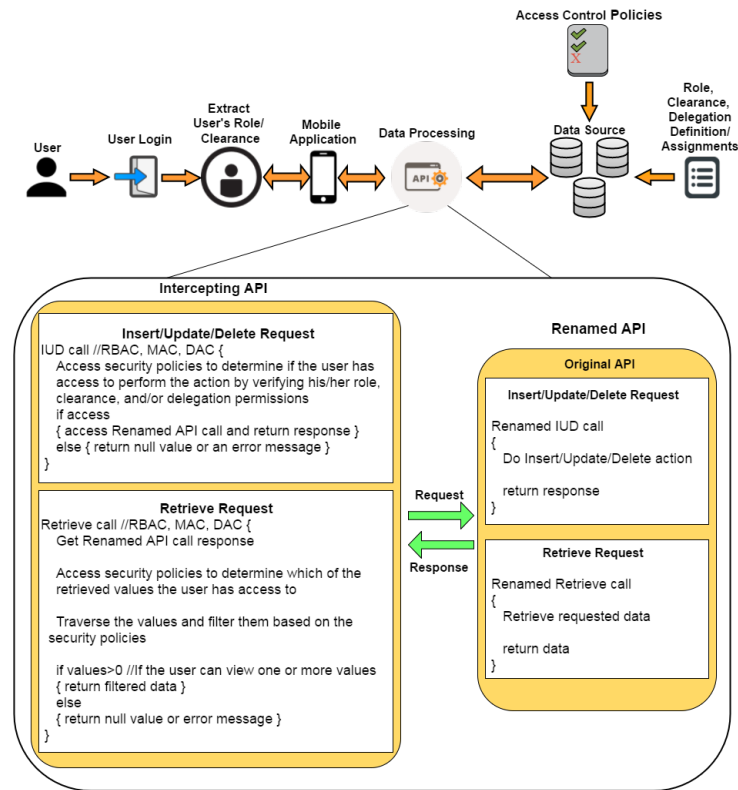 Access Control Policies
Role,
Clearance,
Delegation
Definition/
Assignments
Extract
User's Role/
Clearance
Mobile
Application
User
User Login
Data Processing
Data Source
API
Intercepting API
Insert/Update/Delete Request
IUD call //RBAC, MAC, DAC {
Access security policies to determine if the user has
access to perform the action by verifying his/her role,
clearance, and/or delegation permissions
if access
{ access Renamed API call and return response }
else { return null value or an error message }
}
Retrieve Request
Retrieve call //RBAC, MAC, DAC {
Get Renamed API call response
Access security policies to determine which of the
retrieved values the user has access to
Traverse the values and filter them based on the
security policies
if values>0 //If the user can view one or more values
{ return filtered data }
else
{ return null value or error message }
}
Request
Response
Renamed API
Original API
Insert/Update/Delete Request
Renamed IUD call
{
Do Insert/Update/Delete action
return response
}
Retrieve Request
Renamed Retrieve call
{
Retrieve requested data
return data
}